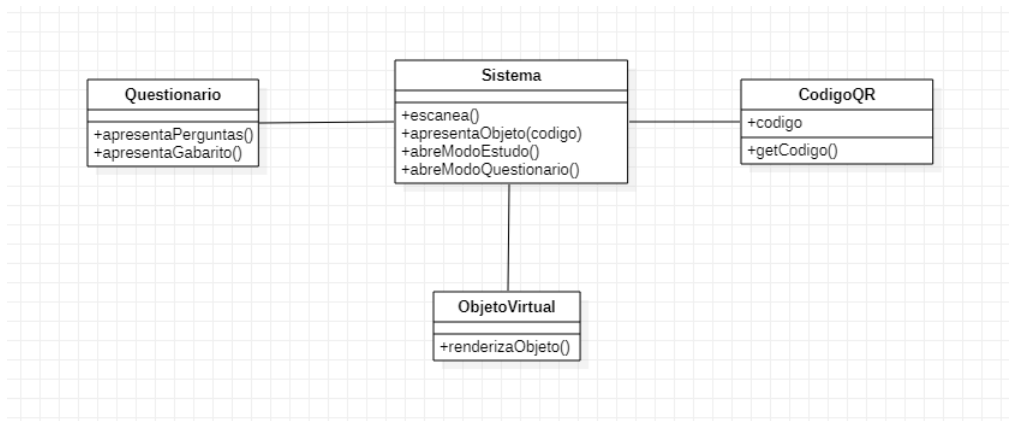 Questionario
+apresentaPerguntas()
+apresentaGabarito()
Sistema
+escanea()
+apresentaObjeto(codigo)
+abreModoEstudo()
+abreModoQuestionario()
CodigoQR
+codigo
+getCodigo()
ObjetoVirtual
+renderizaObjeto()